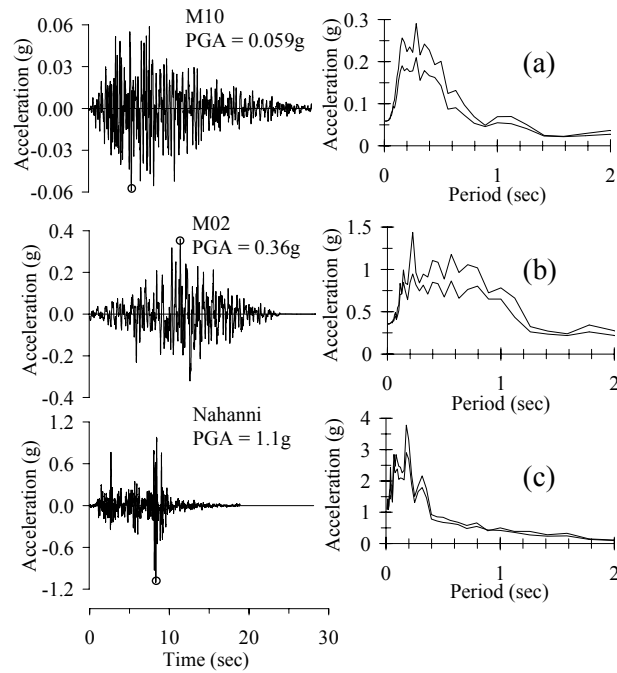 M10
PGA = 0.059g
Acceleration (g)
0.06
0.03
0.00
-0.03
-0.06
Acceleration (g)
0.3
0.2
0.1
0
(a)
0
1
2
Period (sec)
M02
PGA = 0.36g
Acceleration (g)
0.4
0.2
0.0
-0.2
-0.4
Acceleration (g)
1.5
1
0.5
0
(b)
0
1
2
Period (sec)
Nahanni
PGA = 1.1g
Acceleration (g)
1.2
0.6
0.0
-0.6
-1.2
0
10
20
30
Time (sec)
Acceleration (g)
4
3
2
1
0
(c)
0
1
2
Period (sec)